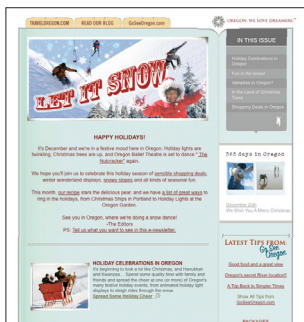 TRAVELOREGON.COM
READ OUR BLOG
GoSeeOregon.com
OREGON. WE LOVE DREAMERS.
LET IT SNOW
IN THIS ISSUE
Holiday Celebrations in
Oregon
Fun in the Snow!
In the Land of Christmas
Trees
Shopping Deals in Oregon
HAPPY HOLIDAYS!
It's December and we're in a festive mood here in Oregon. Holiday lights are
twinkling, Christmas trees are up, and Oregon Ballet Theatre is set to dance "The
Nutcracker" again.
We hope you'll join us to celebrate this holiday season of sensible shopping deals,
winter wonderland displays, snowy slopes and all kinds of seasonal fun.
This month, our recipe stars the delicious pear, and we have a list of great ways to
ring in the holidays, from Christmas Ships in Portland to Holiday Lights at the
Oregon Garden.
See you in Oregon, where we're doing a snow dance!
-The Editors
PS: Tell us what you want to see in this e-newsletter.
365 days in Oregon
December 25th
We Wish You A Merry Christmas
LATEST TIPS FROM
Go See
Oregon
Good food and a great view
Oregon's secret Rose location!!
A Trip Back to Simpler Times
Show All Tips from
GoSeeOregon.com
HOLIDAY CELEBRATIONS IN OREGON
It's beginning to look a lot like Christmas, and Hanukkah
and Kwanzaa... Spend some quality time with family and
friends and spread the cheer at one (or more) of Oregon's
many festive holiday events, from animated holiday light
displays to sleigh rides through the snow.
Spread Some Holiday Cheer
PACKAGES